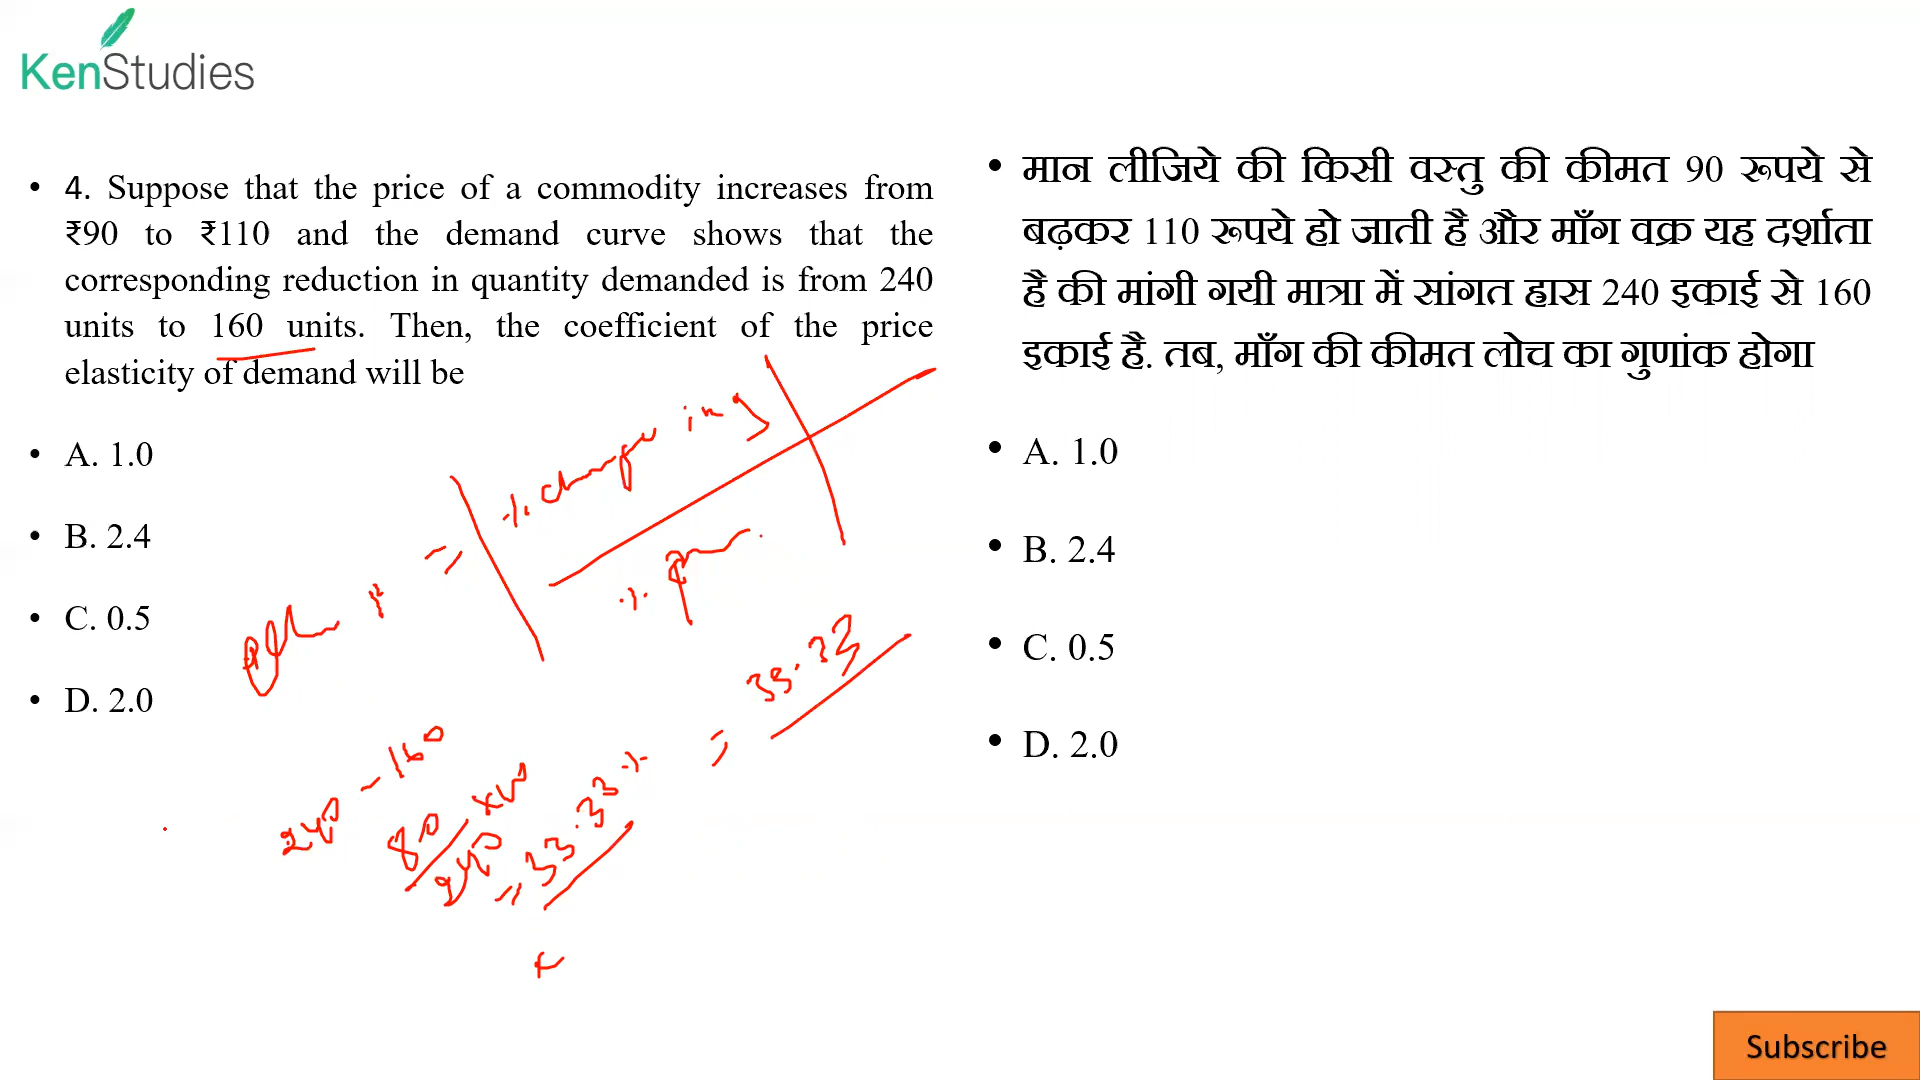 KenStudies
• 4. Suppose that the price of a commodity increases from
₹90 to ₹110 and the demand curve shows that the
corresponding reduction in quantity demanded is from 240
units to 160 units. Then, the coefficient of the price
elasticity of demand will be
• A. 1.0
• B. 2.4
• C. 0.5
• D. 2.0
• मान लीजिये की किसी वस्तु की कीमत 90 रूपये से
बढ़कर 110 रूपये हो जाती है और माँग वक्र यह दर्शाता
है की मांगी गयी मात्रा में सांगत ह्रास 240 इकाई से 160
इकाई है. तब, माँग की कीमत लोच का गुणांक होगा
• A. 1.0
• B. 2.4
• C. 0.5
• D. 2.0
% change in
=
%
240 - 160
80
240
= 33.33%
= 33.33
Subscribe